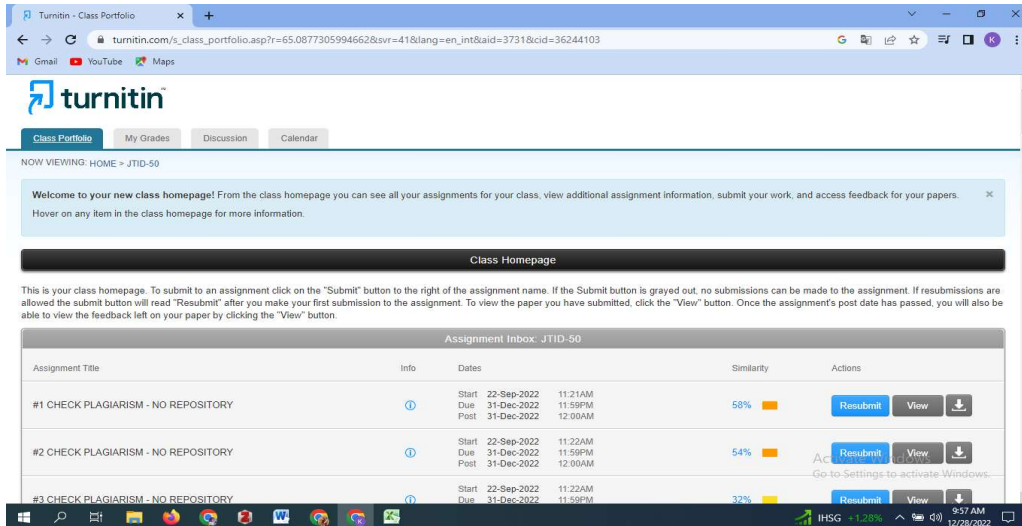 Turnitin - Class Portfolio
turnitin.com/s_class_portfolio.asp?r=65.0877305994662&svr=41&lang=en_int&aid=3731&cid=36244103
K
Gmail YouTube Maps
turnitin
Class Portfolio My Grades Discussion Calendar
NOW VIEWING: HOME > JTID-50
Welcome to your new class homepage! From the class homepage you can see all your assignments for your class, view additional assignment information, submit your work, and access feedback for your papers.
Hover on any item in the class homepage for more information.
Class Homepage
This is your class homepage. To submit to an assignment click on the "Submit" button to the right of the assignment name. If the Submit button is grayed out, no submissions can be made to the assignment. If resubmissions are
allowed the submit button will read "Resubmit" after you make your first submission to the assignment. To view the paper you have submitted, click the "View" button. Once the assignment's post date has passed, you will also be
able to view the feedback left on your paper by clicking the "View" button.
Assignment Inbox: JTID-50
Assignment Title Info Dates Similarity Actions
Start 22-Sep-2022 11:21AM
#1 CHECK PLAGIARISM - NO REPOSITORY Due 31-Dec-2022 11:59PM 58% Resubmit View
Post 31-Dec-2022 12:00AM
Start 22-Sep-2022 11:22AM
#2 CHECK PLAGIARISM - NO REPOSITORY Due 31-Dec-2022 11:59PM 54% Resubmit View
Post 31-Dec-2022 12:00AM
Activate Windows
Go to Settings to activate Windows.
Start 22-Sep-2022 11:22AM
#3 CHECK PLAGIARISM - NO REPOSITORY Due 31-Dec-2022 11:59PM 32% Resubmit View
IHSG +1.28% 9:57 AM
12/28/2022